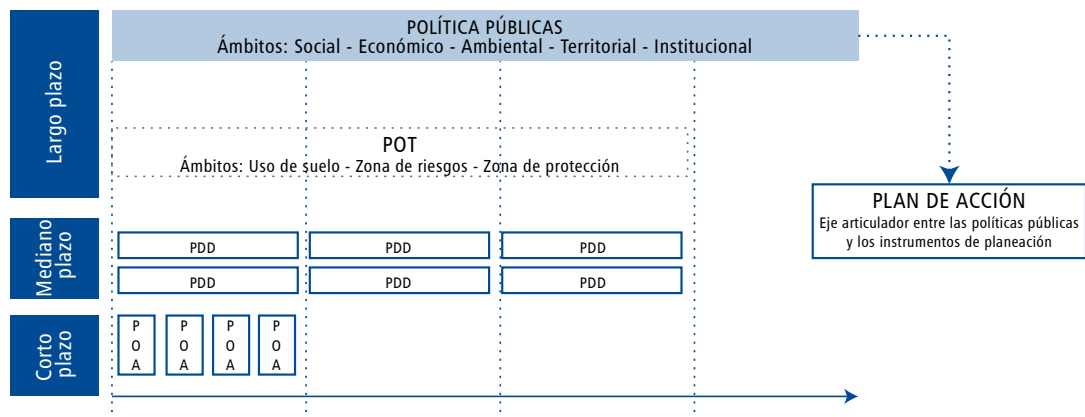 Largo plazo
POLÍTICA PÚBLICAS
Ámbitos: Social - Económico - Ambiental - Territorial - Institucional
POT
Ámbitos: Uso de suelo - Zona de riesgos - Zona de protección
PLAN DE ACCIÓN
Eje articulador entre las políticas públicas
y los instrumentos de planeación
Mediano
plazo
PDD PDD PDD
PDD PDD PDD
Corto
plazo
P P P P
O O O O
A A A A